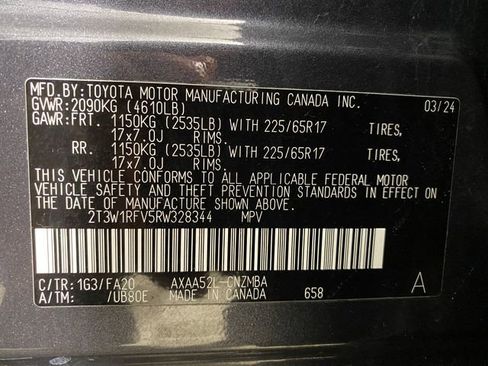 MFD.BY:TOYOTA MOTOR MANUFACTURING CANADA INC.
GVWR:2090KG (4610LB) 03/24
GAWR:FRT. 1150KG (2535LB) WITH 225/65R17 TIRES,
17x7.0J RIMS.
RR. 1150KG (2535LB) WITH 225/65R17 TIRES,
17x7.0J RIMS.
THIS VEHICLE CONFORMS TO ALL APPLICABLE FEDERAL MOTOR
VEHICLE SAFETY AND THEFT PREVENTION STANDARDS IN EFFECT
ON THE DATE OF MANUFACTURE SHOWN ABOVE.
2T3W1RFV5RW328344 MPV
C/TR:1G3/FA20 AXAA52L-CNZMBA A
A/TM: /UB80E MADE IN CANADA 658